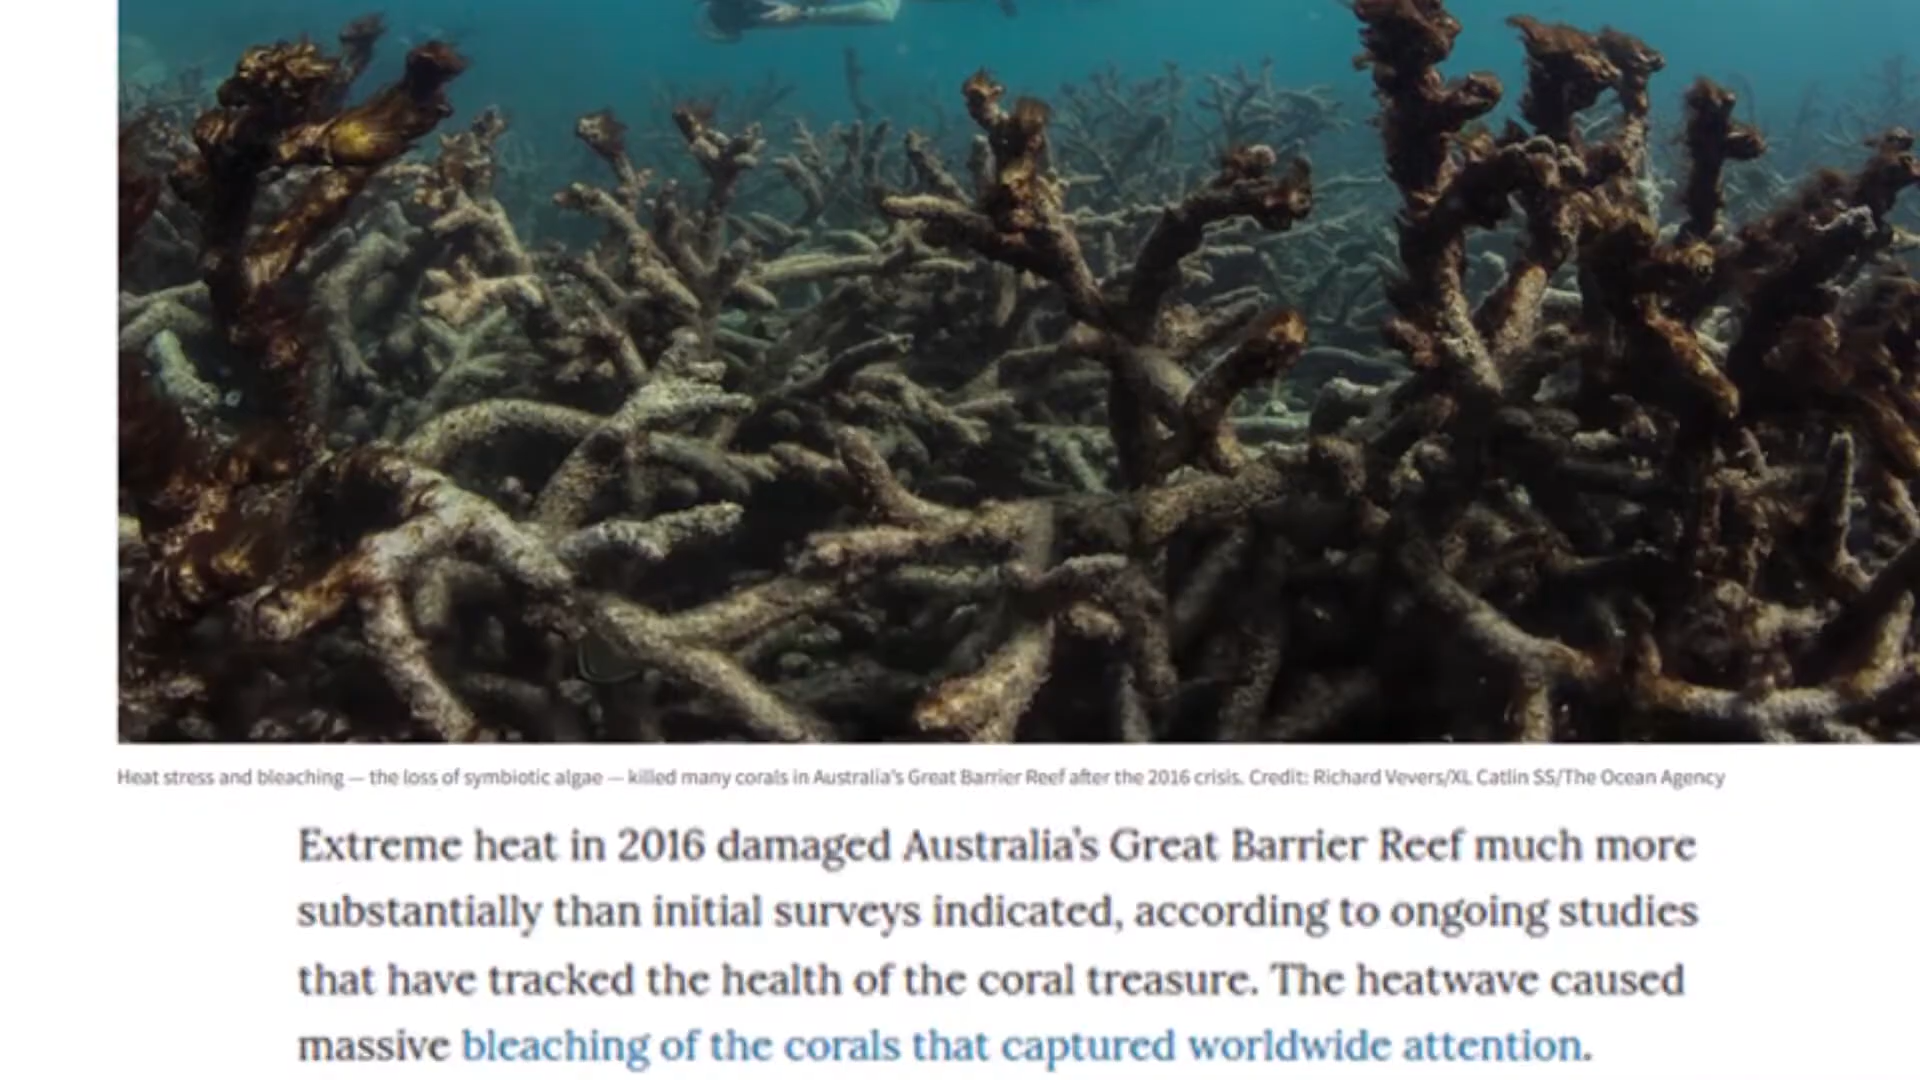 Heat stress and bleaching — the loss of symbiotic algae — killed many corals in Australia's Great Barrier Reef after the 2016 crisis. Credit: Richard Vevers/XL Catlin SS/The Ocean Agency
Extreme heat in 2016 damaged Australia's Great Barrier Reef much more
substantially than initial surveys indicated, according to ongoing studies
that have tracked the health of the coral treasure. The heatwave caused
massive bleaching of the corals that captured worldwide attention.